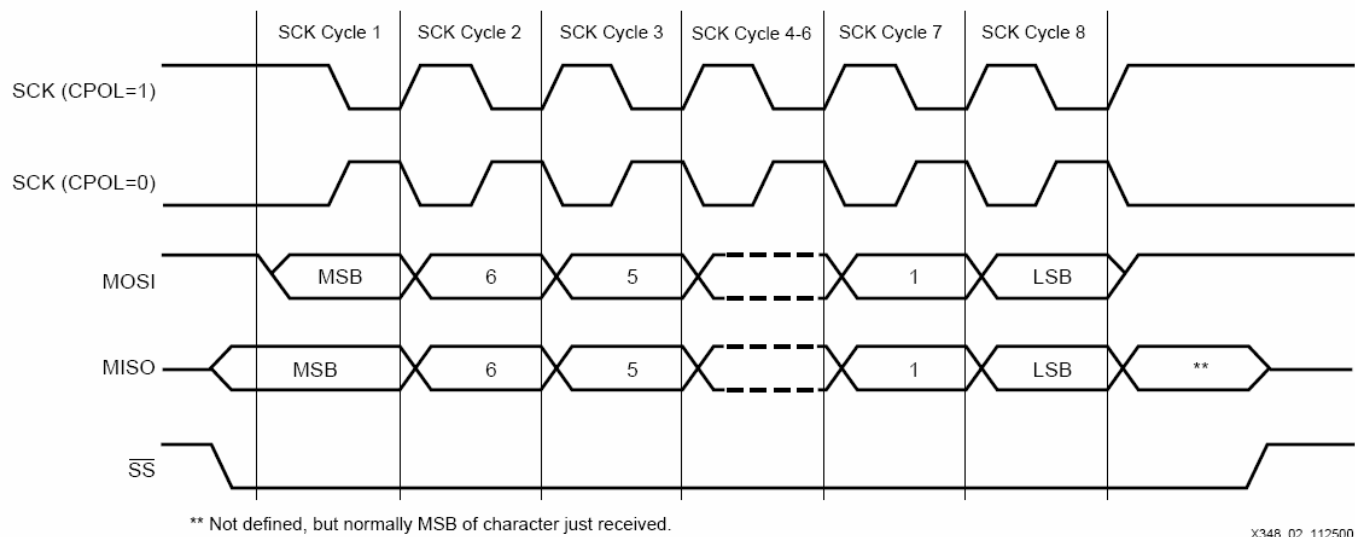 SCK Cycle 1 SCK Cycle 2 SCK Cycle 3 SCK Cycle 4-6 SCK Cycle 7 SCK Cycle 8
SCK (CPOL=1)
SCK (CPOL=0)
MOSI MSB 6 5 1 LSB
MISO MSB 6 5 1 LSB **
SS
** Not defined, but normally MSB of character just received.
X348_02_112500